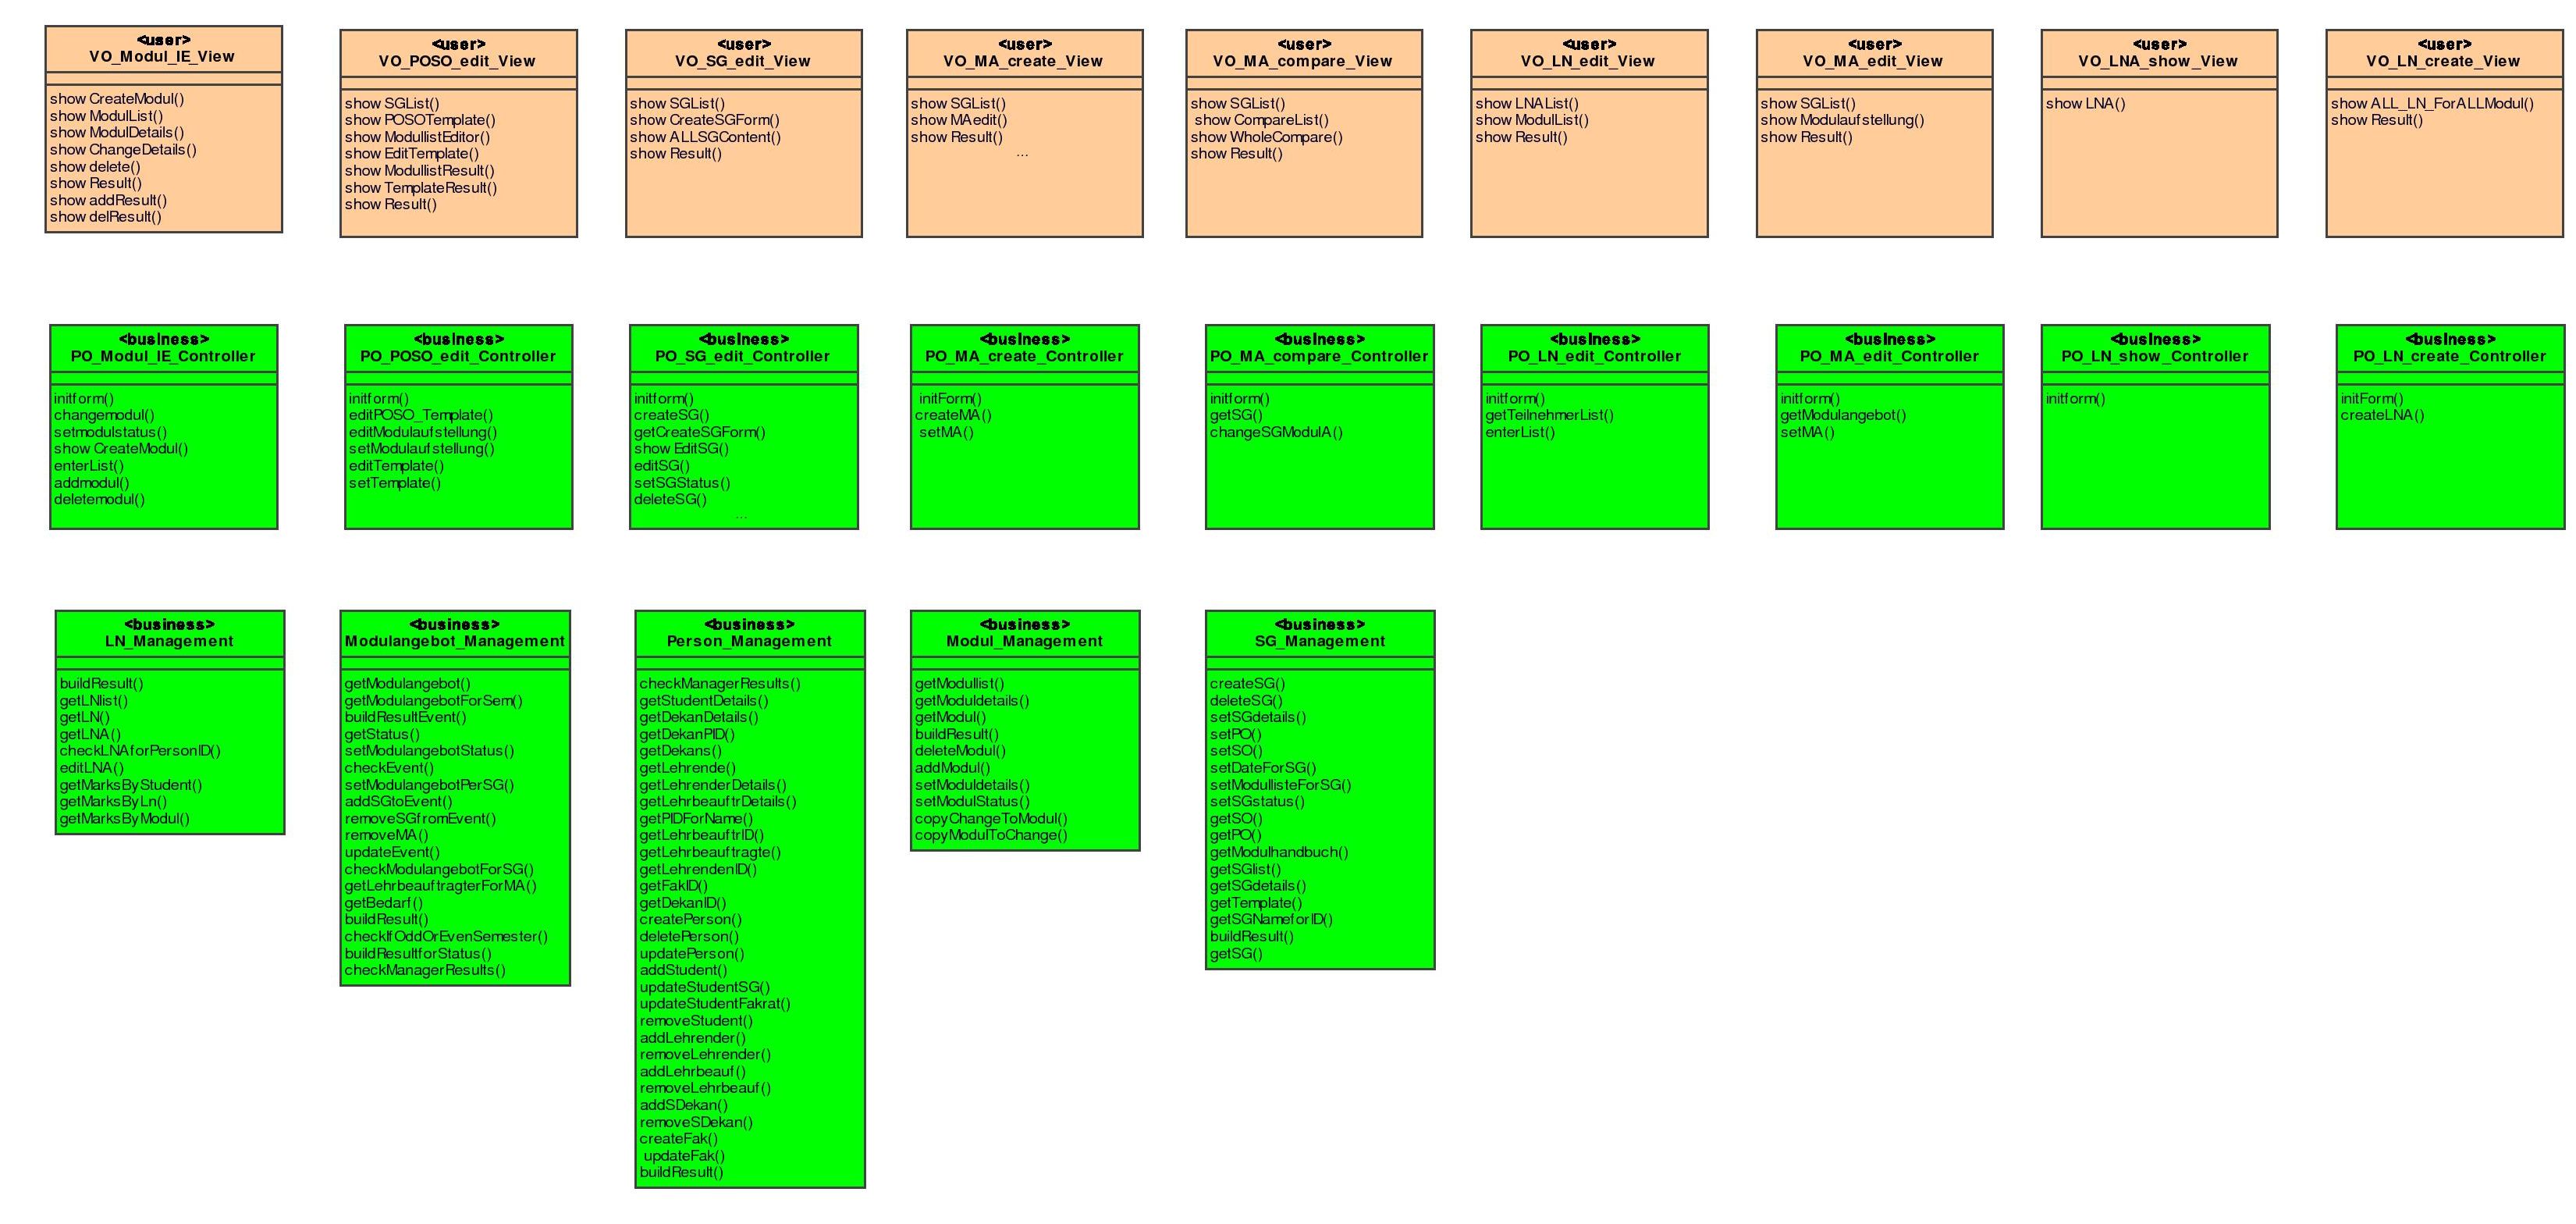 <user>
VO_Modul_IE_View
show CreateModul()
show ModulList()
show ModulDetails()
show ChangeDetails()
show delete()
show Result()
show addResult()
show delResult()
<user>
VO_POSO_edit_View
show SGList()
show POSOTemplate()
show ModullistEditor()
show EditTemplate()
show ModullistResult()
show TemplateResult()
show Result()
<user>
VO_SG_edit_View
show SGList()
show CreateSGForm()
show ALLSGContent()
show Result()
<user>
VO_MA_create_View
show SGList()
show MAedit()
show Result()
...
<user>
VO_MA_compare_View
show SGList()
show CompareList()
show WholeCompare()
show Result()
<user>
VO_LN_edit_View
show LNAList()
show ModulList()
show Result()
<user>
VO_MA_edit_View
show SGList()
show Modulaufstellung()
show Result()
<user>
VO_LNA_show_View
show LNA()
<user>
VO_LN_create_View
show ALL_LN_ForALLModul()
show Result()
<business>
PO_Modul_IE_Controller
initform()
changemodul()
setmodulstatus()
show CreateModul()
enterList()
addmodul()
deletemodul()
<business>
PO_POSO_edit_Controller
initform()
editPOSO_Template()
editModulaufstellung()
setModulaufstellung()
editTemplate()
setTemplate()
<business>
PO_SG_edit_Controller
initform()
createSG()
getCreateSGForm()
show EditSG()
editSG()
setSGStatus()
deleteSG()
...
<business>
PO_MA_create_Controller
initForm()
createMA()
setMA()
<business>
PO_MA_compare_Controller
initform()
getSG()
changeSGModulA()
<business>
PO_LN_edit_Controller
initform()
getTeilnehmerList()
enterList()
<business>
PO_MA_edit_Controller
initform()
getModulangebot()
setMA()
<business>
PO_LN_show_Controller
initform()
<business>
PO_LN_create_Controller
initForm()
createLNA()
<business>
LN_Management
buildResult()
getLNlist()
getLN()
getLNA()
checkLNAforPersonID()
editLNA()
getMarksByStudent()
getMarksByLn()
getMarksByModul()
<business>
Modulangebot_Management
getModulangebot()
getModulangebotForSem()
buildResultEvent()
getStatus()
setModulangebotStatus()
checkEvent()
setModulangebotPerSG()
addSGtoEvent()
removeSGfromEvent()
removeMA()
updateEvent()
checkModulangebotForSG()
getLehrbeauftragterForMA()
getBedarf()
buildResult()
checkIfOddOrEvenSemester()
buildResultforStatus()
checkManagerResults()
<business>
Person_Management
checkManagerResults()
getStudentDetails()
getDekanDetails()
getDekanPID()
getDekans()
getLehrende()
getLehrenderDetails()
getLehrbeauftrDetails()
getPIDForName()
getLehrbeauftrID()
getLehrbeauftragte()
getLehrendenID()
getFakID()
getDekanID()
createPerson()
deletePerson()
updatePerson()
addStudent()
updateStudentSG()
updateStudentFakrat()
removeStudent()
addLehrender()
removeLehrender()
addLehrbeauf()
removeLehrbeauf()
addSDekan()
removeSDekan()
createFak()
updateFak()
buildResult()
<business>
Modul_Management
getModullist()
getModuldetails()
getModul()
buildResult()
deleteModul()
addModul()
setModuldetails()
setModulStatus()
copyChangeToModul()
copyModulToChange()
<business>
SG_Management
createSG()
deleteSG()
setSGdetails()
setPO()
setSO()
setDateForSG()
setModullisteForSG()
setSGstatus()
getSO()
getPO()
getModulhandbuch()
getSGlist()
getSGdetails()
getTemplate()
getSGNameforID()
buildResult()
getSG()